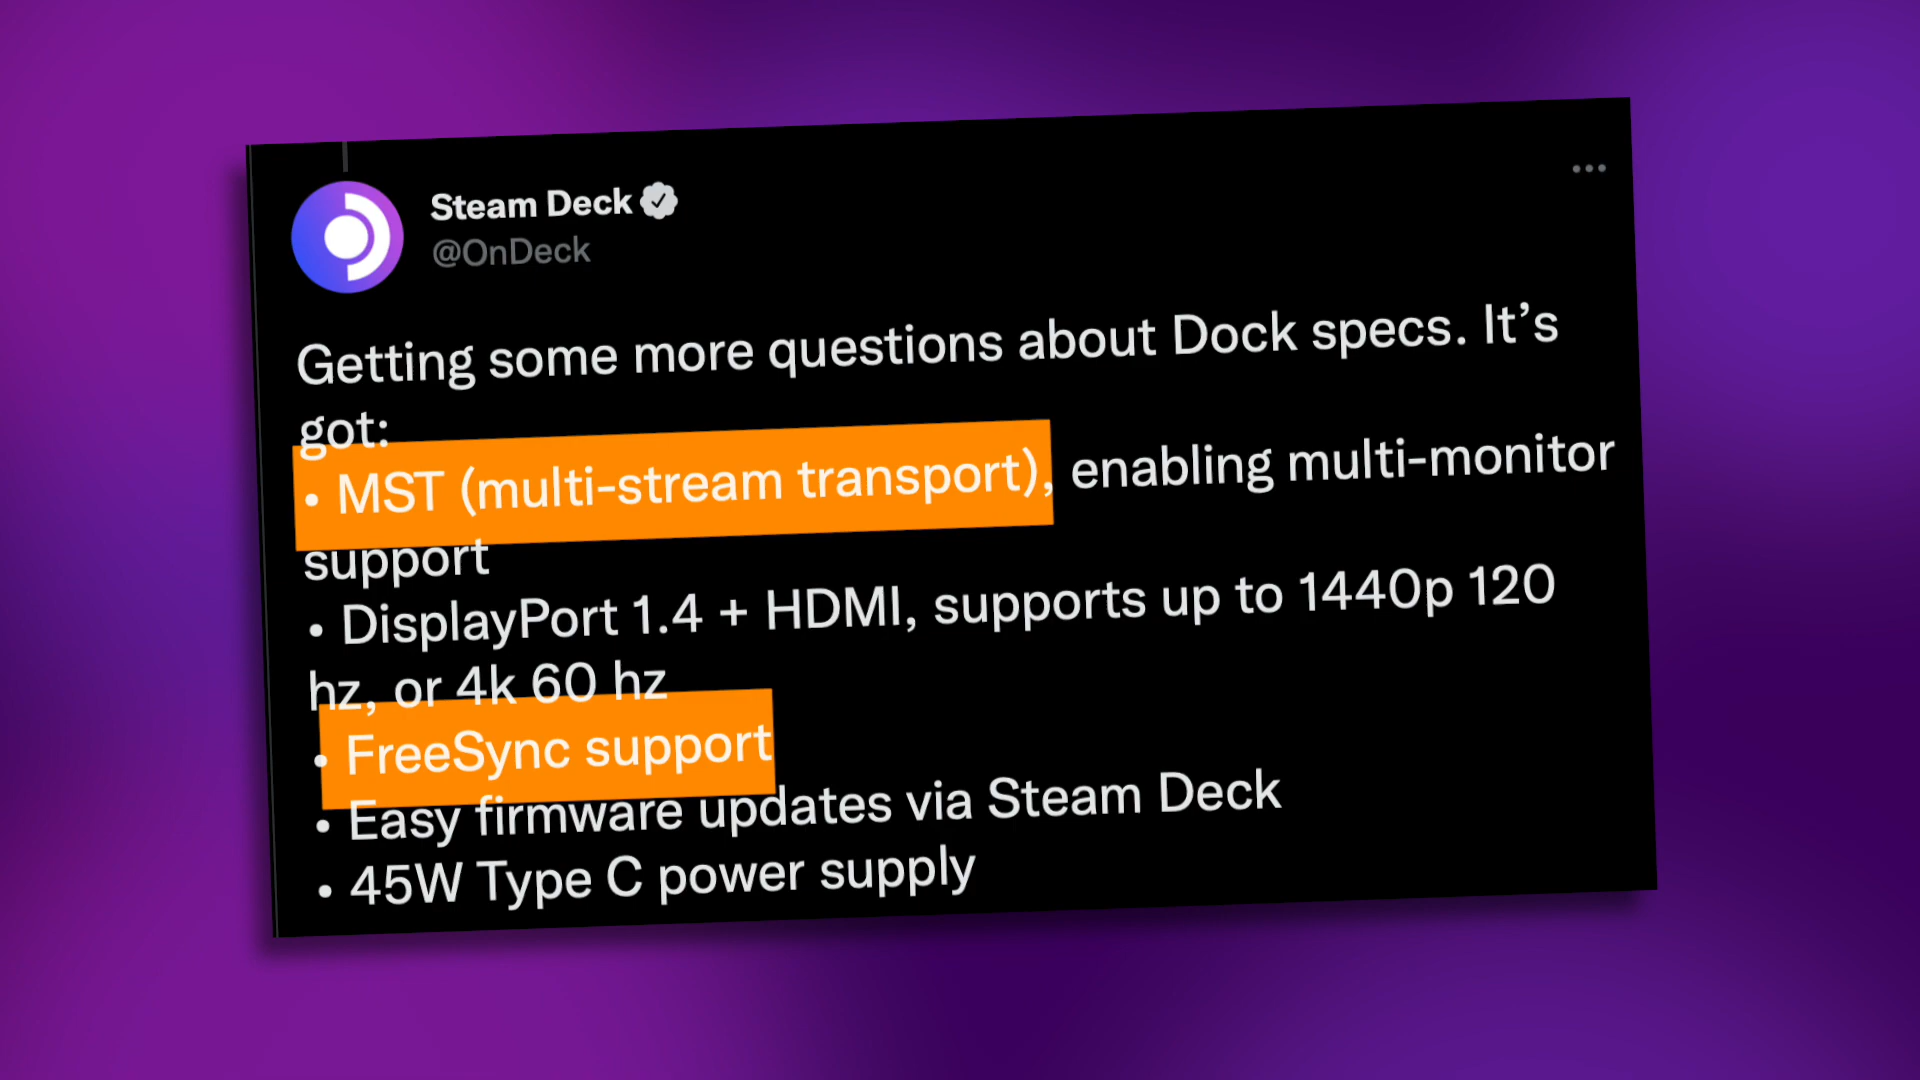 Steam Deck
@OnDeck
Getting some more questions about Dock specs. It’s
got:
• MST (multi-stream transport), enabling multi-monitor
support
• DisplayPort 1.4 + HDMI, supports up to 1440p 120
hz, or 4k 60 hz
• FreeSync support
• Easy firmware updates via Steam Deck
• 45W Type C power supply